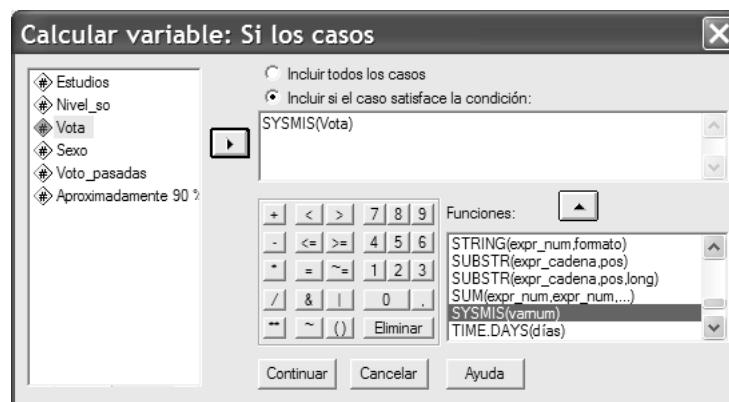 Calcular variable: Si los casos
Estudios
Nivel_so
Vota
Sexo
Voto_pasadas
Aproximadamente 90 %
Incluir todos los casos
Incluir si el caso satisface la condición:
SYSMIS(Vota)
+ < > 7 8 9
- <= >= 4 5 6
* = ~= 1 2 3
/ & | 0 .
** ~ () Eliminar
Funciones:
STRING(expr_num,formato)
SUBSTR(expr_cadena,pos)
SUBSTR(expr_cadena,pos,long)
SUM(expr_num,expr_num,...)
SYSMIS(varnum)
TIME.DAYS(días)
Continuar Cancelar Ayuda